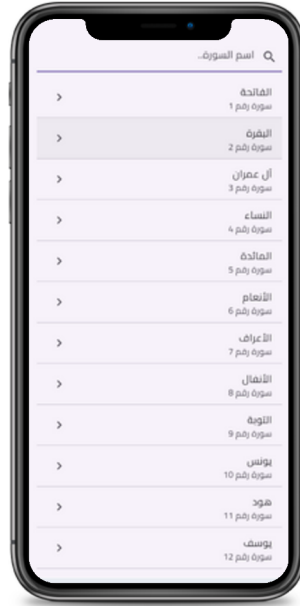 اسم السورة..
الفاتحة
سورة رقم 1
البقرة
سورة رقم 2
آل عمران
سورة رقم 3
النساء
سورة رقم 4
المائدة
سورة رقم 5
الأنعام
سورة رقم 6
الأعراف
سورة رقم 7
الأنفال
سورة رقم 8
التوبة
سورة رقم 9
يونس
سورة رقم 10
هود
سورة رقم 11
يوسف
سورة رقم 12